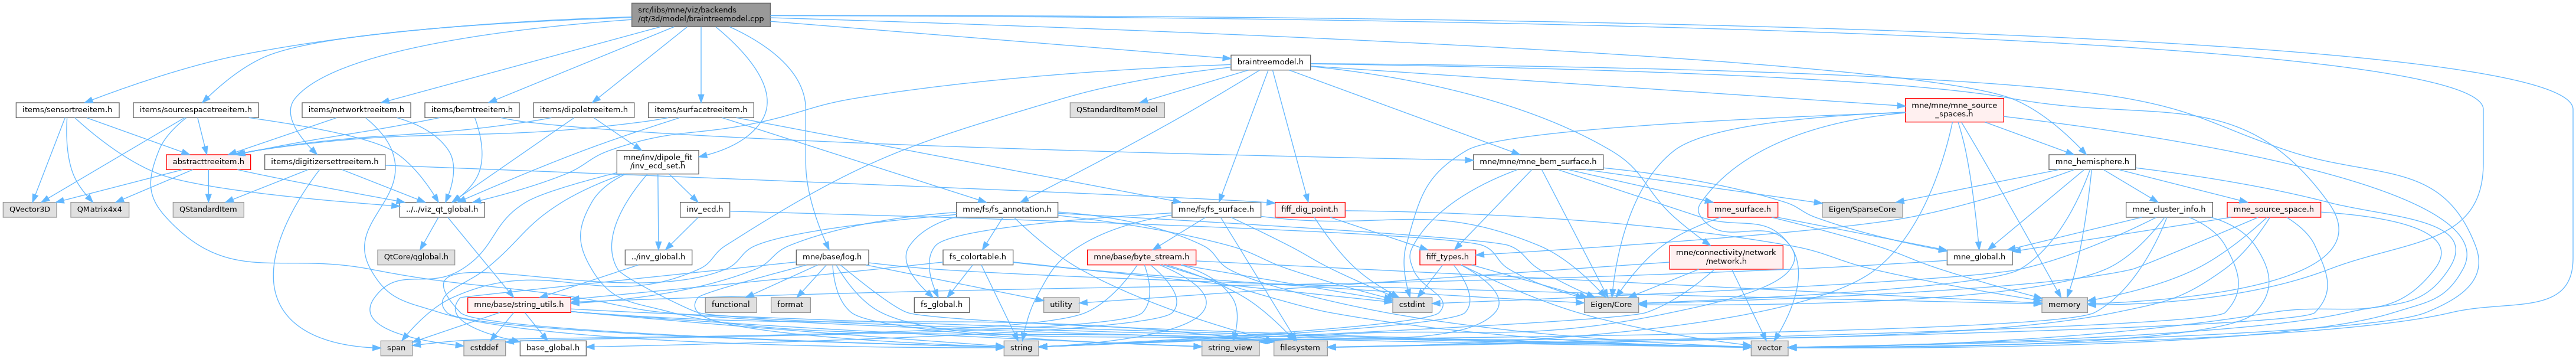 src/libs/mne/viz/backends
/qt/3d/model/braintreemodel.cpp
braintreemodel.h
items/sensortreeitem.h
items/sourcespacetreeitem.h
items/networktreeitem.h
items/bemtreeitem.h
items/dipoletreeitem.h
items/surfacetreeitem.h
QStandardItemModel
mne/mne/mne_source
_spaces.h
abstracttreeitem.h
items/digitizersettreeitem.h
mne/inv/dipole_fit
/inv_ecd_set.h
mne/mne/mne_bem_surface.h
mne_hemisphere.h
QVector3D
QMatrix4x4
QStandardItem
../../viz_qt_global.h
inv_ecd.h
mne/fs/fs_annotation.h
mne/fs/fs_surface.h
fiff_dig_point.h
mne_surface.h
Eigen/SparseCore
mne_cluster_info.h
mne_source_space.h
QtCore/qglobal.h
../inv_global.h
mne/base/log.h
fs_colortable.h
mne/base/byte_stream.h
fiff_types.h
mne/connectivity/network
/network.h
mne_global.h
mne/base/string_utils.h
functional
format
fs_global.h
utility
cstdint
Eigen/Core
memory
span
cstddef
base_global.h
string
string_view
filesystem
vector